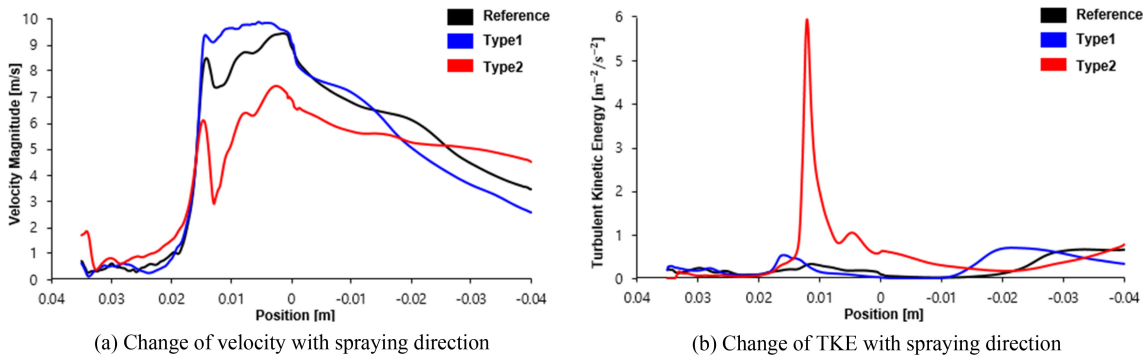 10
9
8
7
6
5
4
3
2
1
0
Velocity Magnitude [m/s]
0.04 0.03 0.02 0.01 0 -0.01 -0.02 -0.03 -0.04
Position [m]
Reference
Type1
Type2
(a) Change of velocity with spraying direction
6
5
4
3
2
1
0
Turbulent Kinetic Energy [m⁻²/s⁻²]
0.04 0.03 0.02 0.01 0 -0.01 -0.02 -0.03 -0.04
Position [m]
Reference
Type1
Type2
(b) Change of TKE with spraying direction